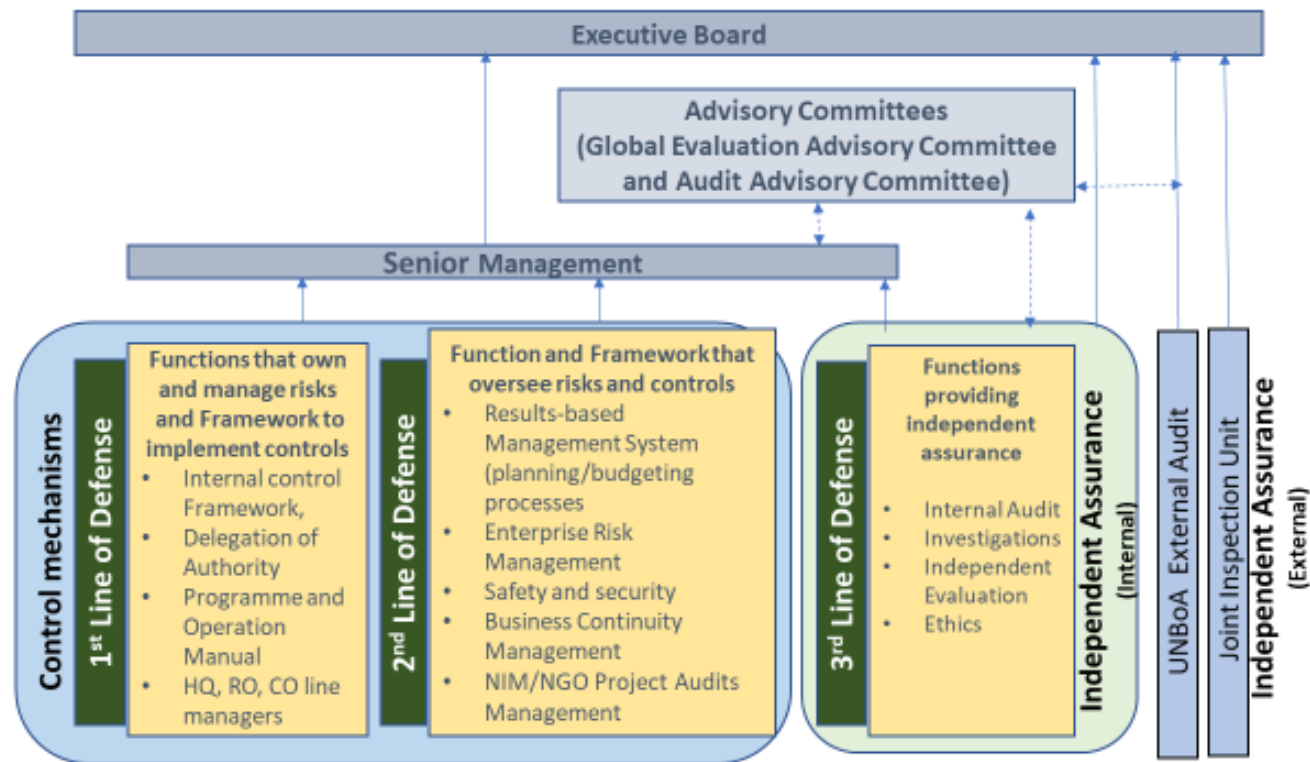 Executive Board
Advisory Committees
(Global Evaluation Advisory Committee
and Audit Advisory Committee)
Senior Management
Control mechanisms
1st Line of Defense
Functions that own
and manage risks
and Framework to
implement controls
• Internal control
Framework,
• Delegation of
Authority
• Programme and
Operation
Manual
• HQ, RO, CO line
managers
2nd Line of Defense
Function and Framework that
oversee risks and controls
• Results-based
Management System
(planning/budgeting
processes
• Enterprise Risk
Management
• Safety and security
• Business Continuity
Management
• NIM/NGO Project Audits
Management
3rd Line of Defense
Functions
providing
independent
assurance
• Internal Audit
• Investigations
• Independent
Evaluation
• Ethics
Independent Assurance
(Internal)
UNBoA External Audit
Joint Inspection Unit
Independent Assurance
(External)